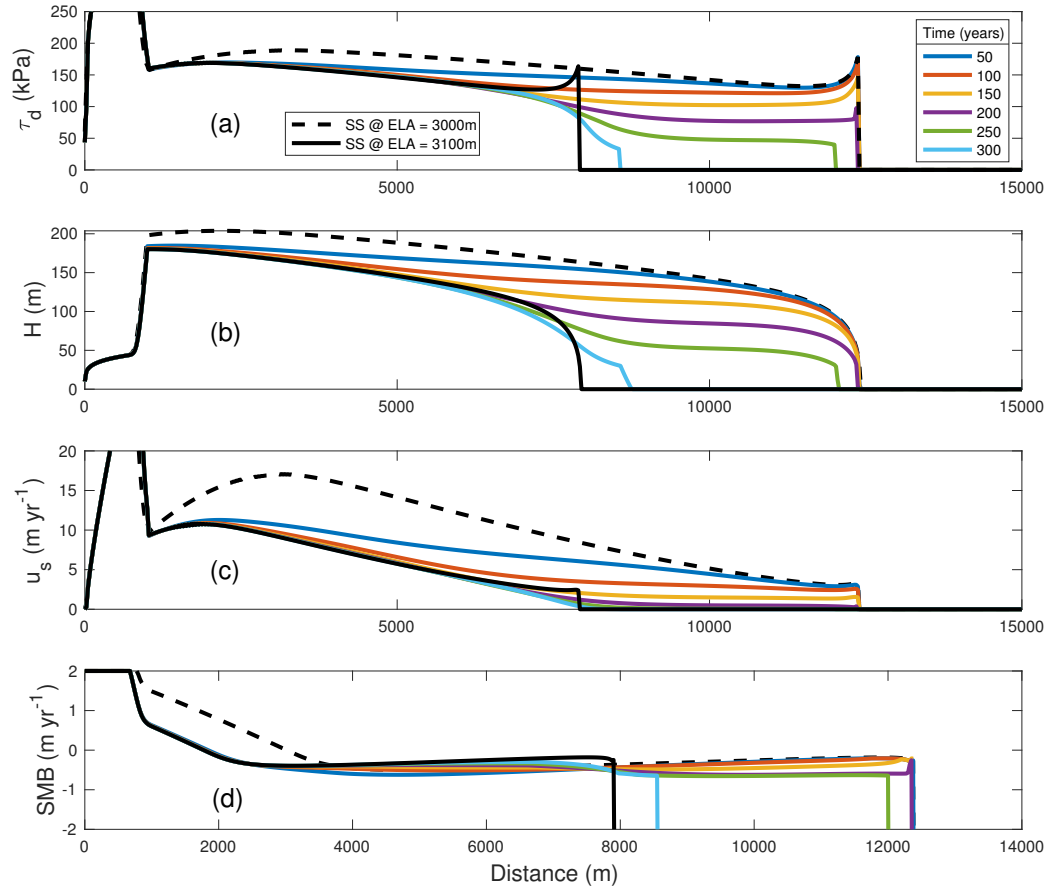 250
200
150
100
50
0
τd (kPa)
(a)
SS @ ELA = 3000m
SS @ ELA = 3100m
Time (years)
50
100
150
200
250
300
0 5000 10000 15000
200
150
100
50
0
H (m)
(b)
0 5000 10000 15000
20
15
10
5
0
us (m yr-1)
(c)
0 5000 10000 15000
2
1
0
-1
-2
SMB (m yr-1)
(d)
0 2000 4000 6000 8000 10000 12000 14000
Distance (m)